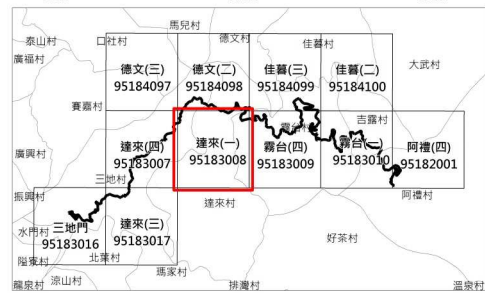 馬兒村
泰山村 口社村 德文村 佳暮村
廣福村
大武村
德文(三) 德文(二) 佳暮(三) 佳暮(二)
95184097 95184098 95184099 95184100
賽嘉村
吉露村
霧台村
達來(四) 達來(一) 霧台(四) 霧台(一) 阿禮(四)
95183007 95183008 95183009 95183010 95182001
廣興村
三地村
振興村 阿禮村
達來村
三地門 達來(三)
水門村
95183016 95183017
好茶村
隘寮村 北葉村
瑪家村
龍泉村 涼山村 排灣村 溫泉村